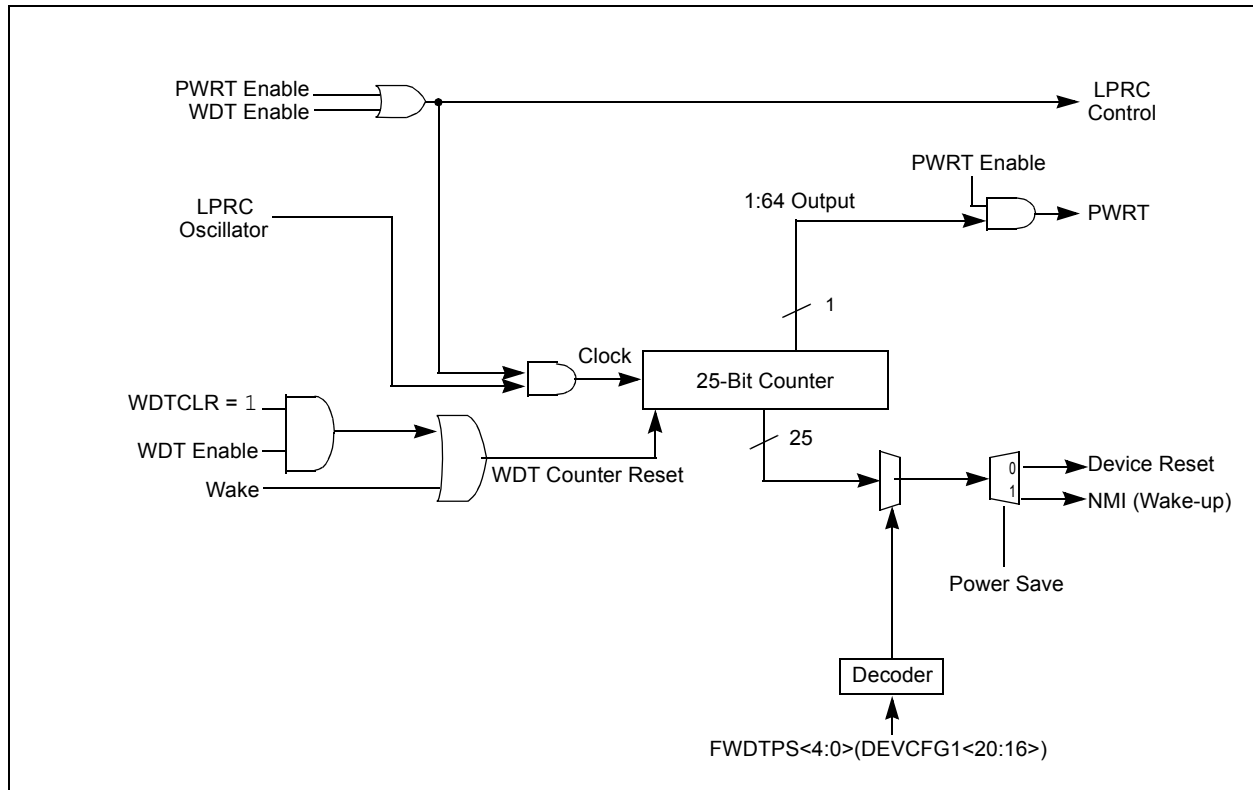 PWRT Enable
WDT Enable
LPRC
Control
PWRT Enable
1:64 Output
LPRC
Oscillator
PWRT
1
Clock
25-Bit Counter
WDTCLR = 1
25
WDT Enable
WDT Counter Reset
Wake
0
Device Reset
1
NMI (Wake-up)
Power Save
Decoder
FWDTPS<4:0>(DEVCFG1<20:16>)